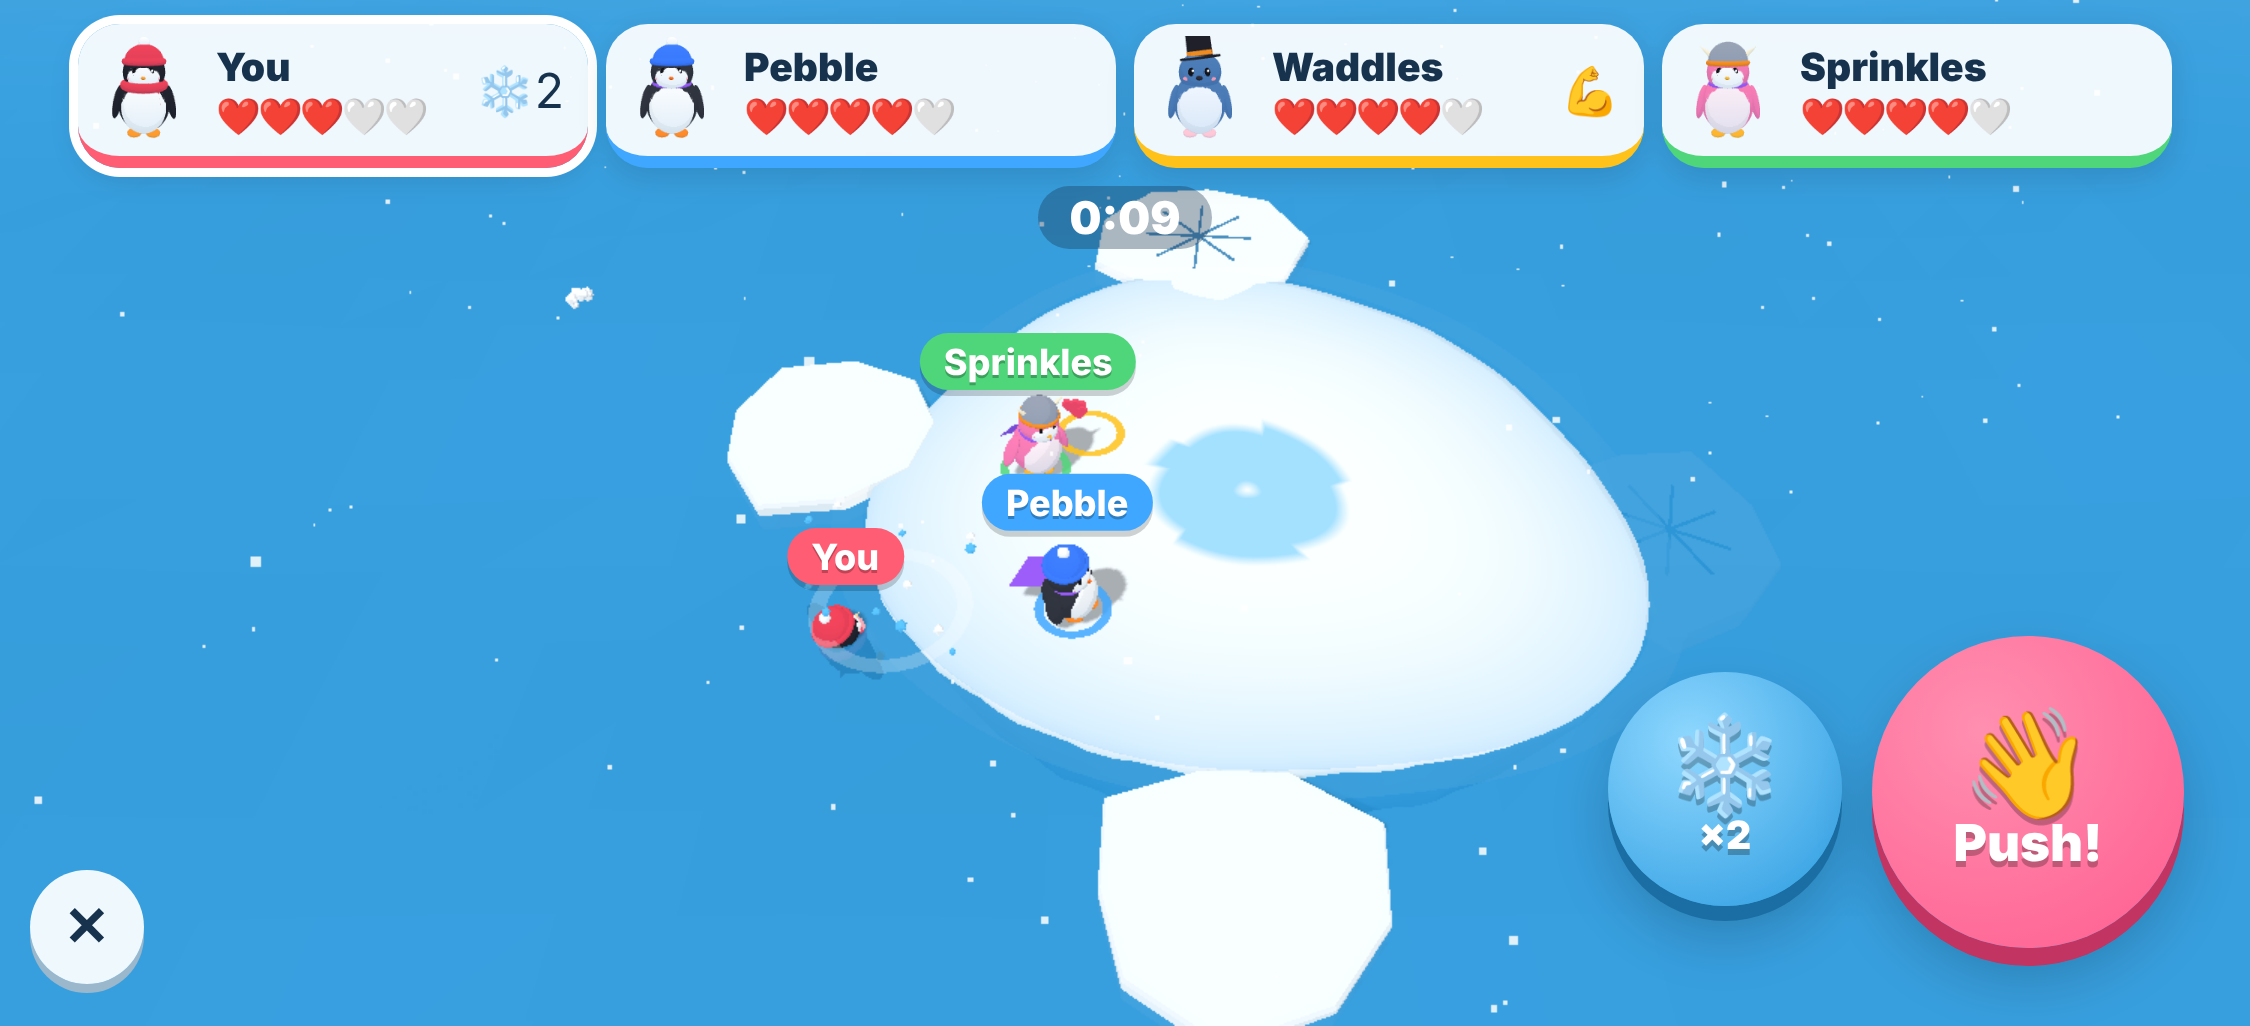 You
❄️2
Pebble
Waddles
Sprinkles
0:09
Sprinkles
Pebble
You
×2
Push!
×